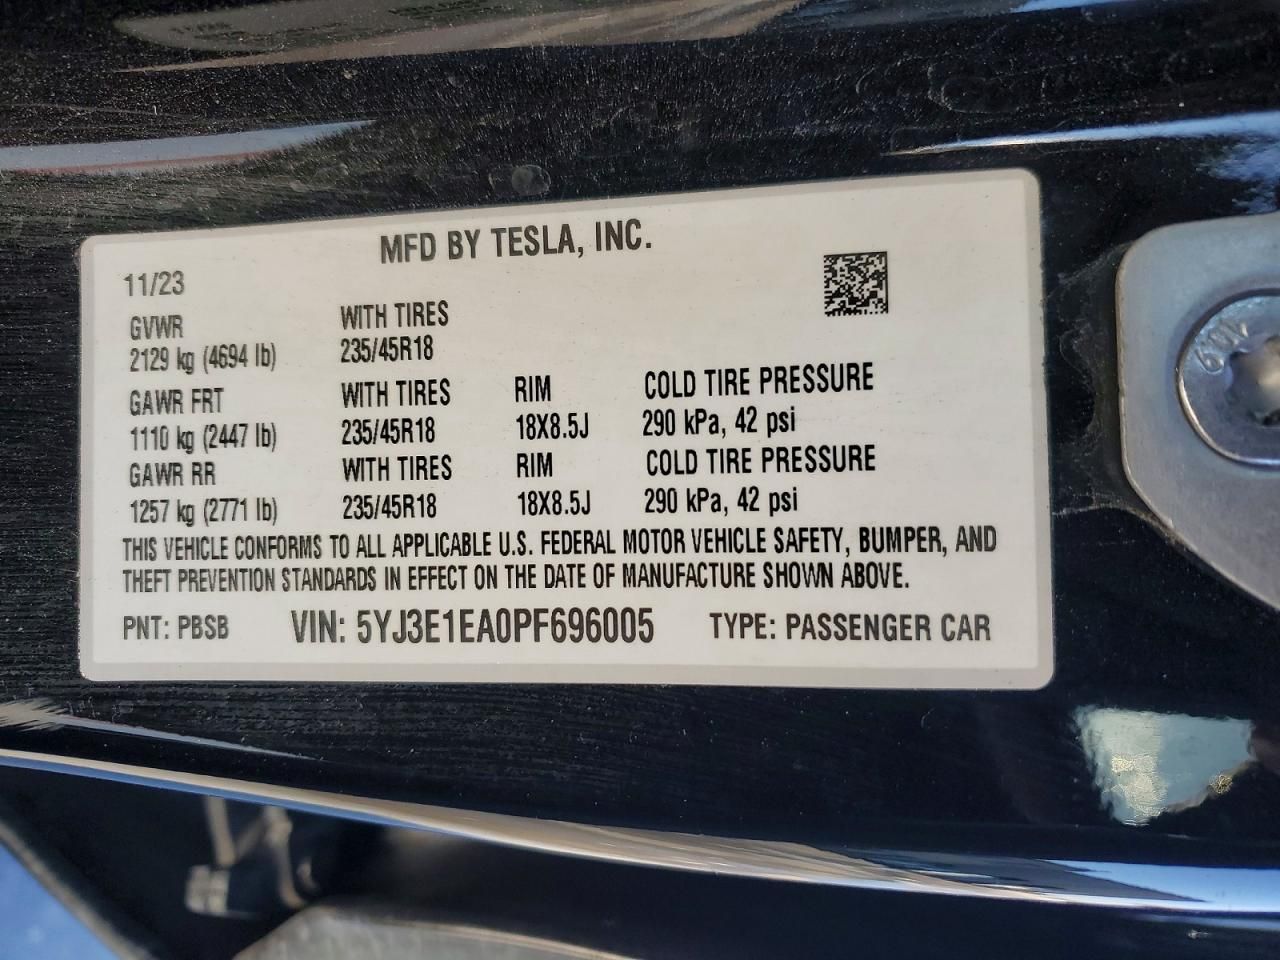 MFD BY TESLA, INC.
11/23
GVWR WITH TIRES
2129 kg (4694 lb) 235/45R18
GAWR FRT WITH TIRES RIM COLD TIRE PRESSURE
1110 kg (2447 lb) 235/45R18 18X8.5J 290 kPa, 42 psi
GAWR RR WITH TIRES RIM COLD TIRE PRESSURE
1257 kg (2771 lb) 235/45R18 18X8.5J 290 kPa, 42 psi
THIS VEHICLE CONFORMS TO ALL APPLICABLE U.S. FEDERAL MOTOR VEHICLE SAFETY, BUMPER, AND
THEFT PREVENTION STANDARDS IN EFFECT ON THE DATE OF MANUFACTURE SHOWN ABOVE.
PNT: PBSB VIN: 5YJ3E1EA0PF696005 TYPE: PASSENGER CAR